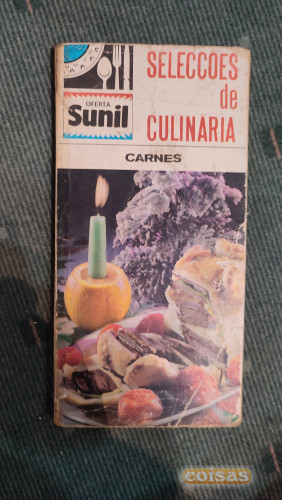 SELECCOES
de
CULINARIA
OFERTA
Sunil
CARNES
coisas